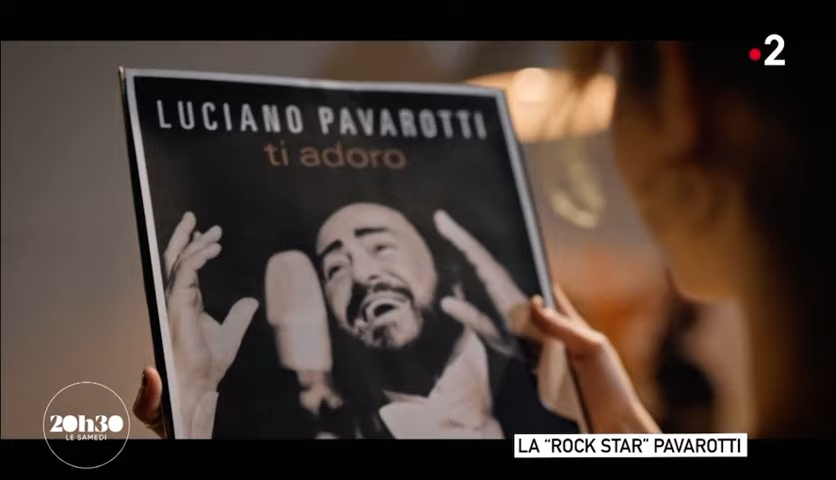 2
LUCIANO PAVAROTTI
ti adoro
20h30
LE SAMEDI
LA "ROCK STAR" PAVAROTTI